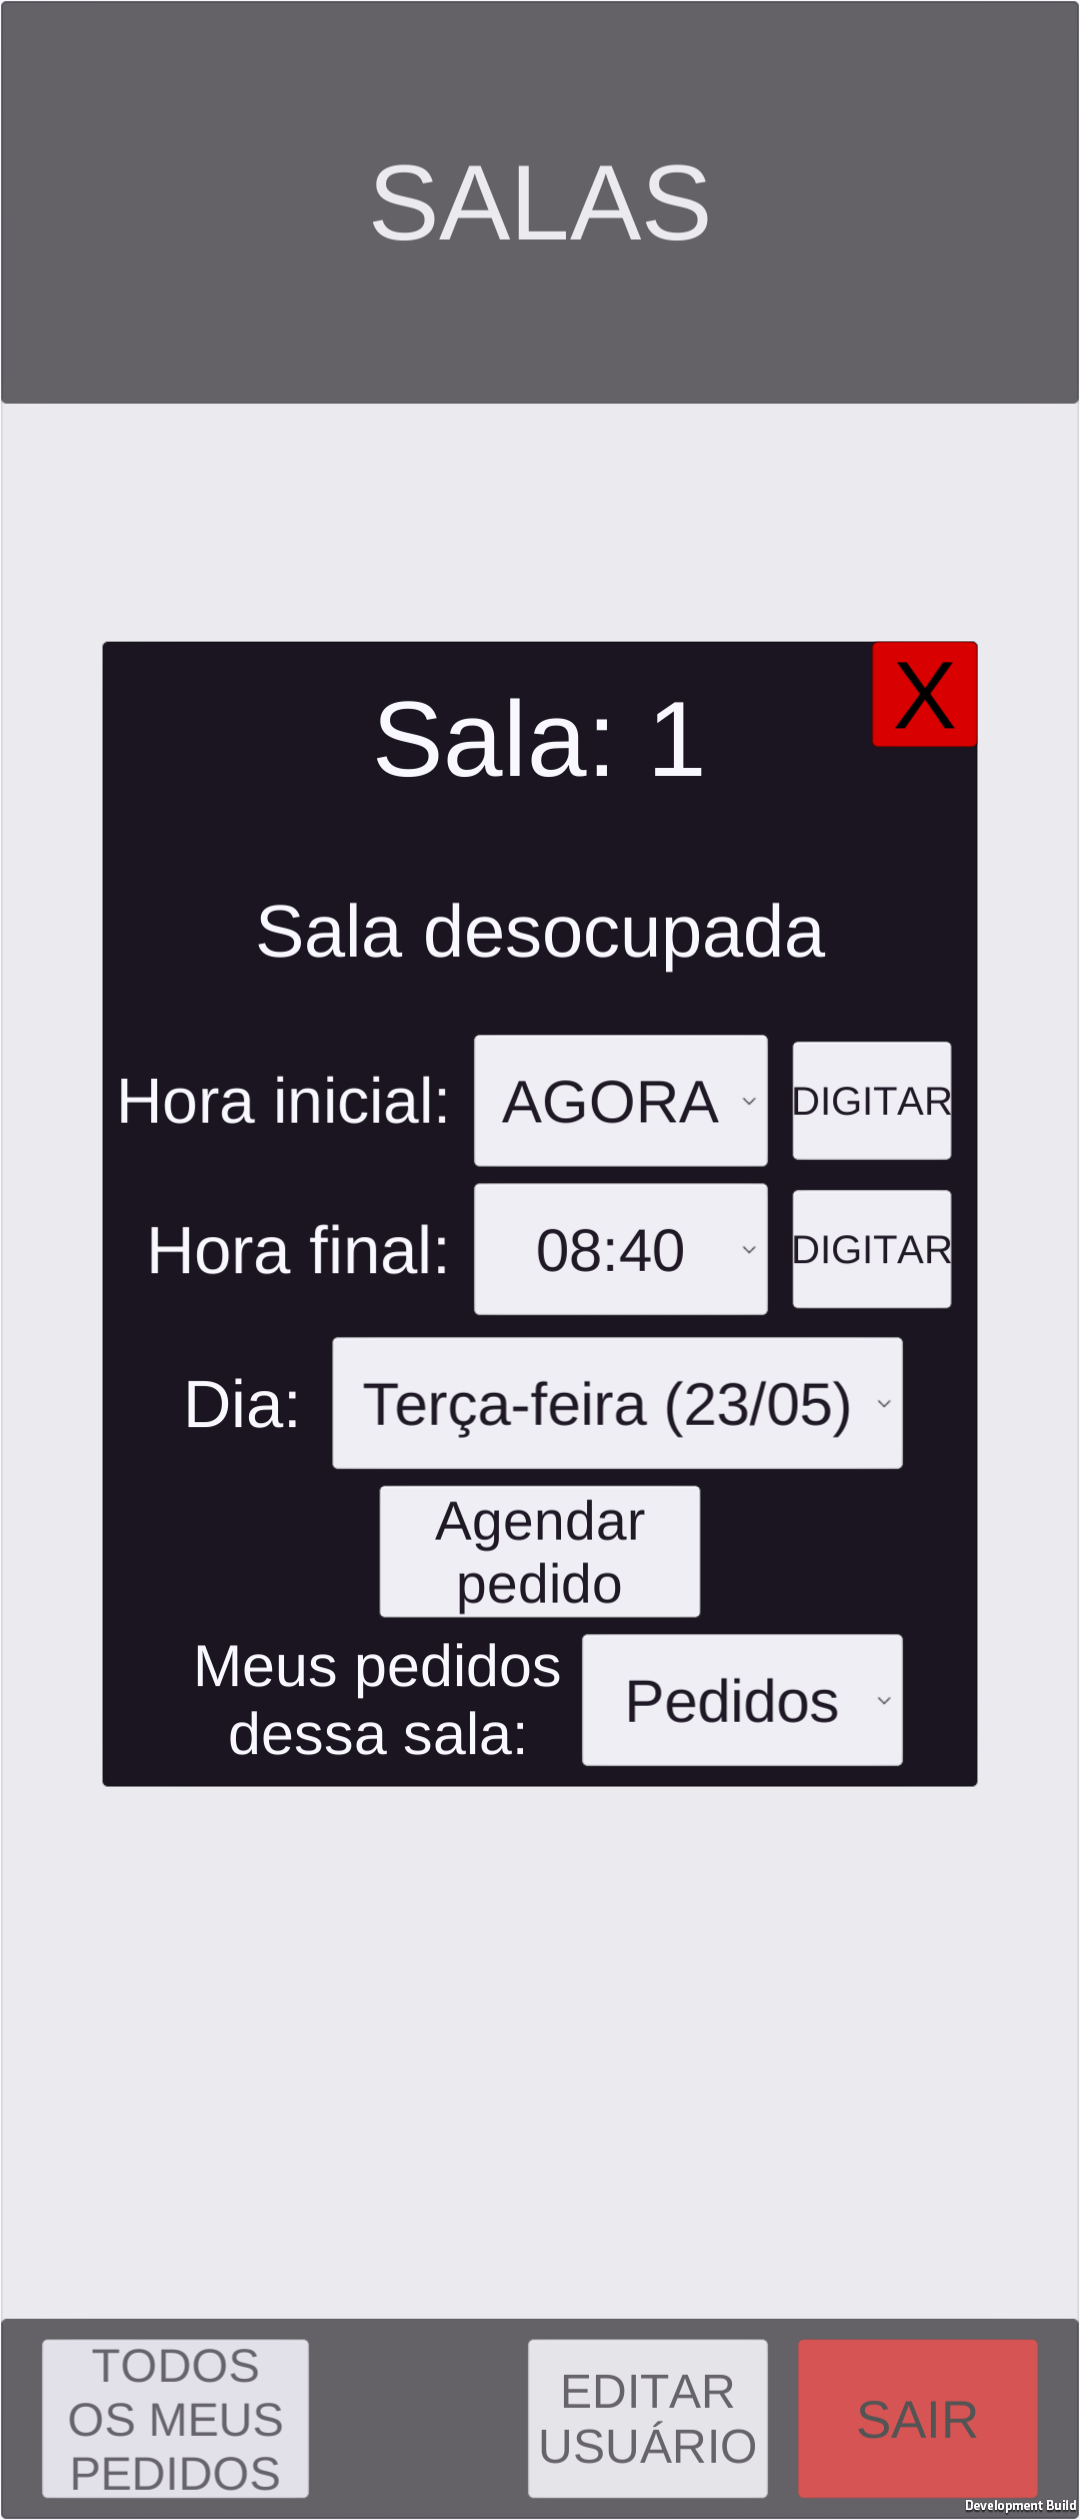 SALAS
X
Sala: 1
Sala desocupada
Hora inicial: AGORA DIGITAR
Hora final: 08:40 DIGITAR
Dia: Terça-feira (23/05)
Agendar
pedido
Meus pedidos
dessa sala:
Pedidos
TODOS
OS MEUS
PEDIDOS
EDITAR
USUÁRIO
SAIR
Development Build